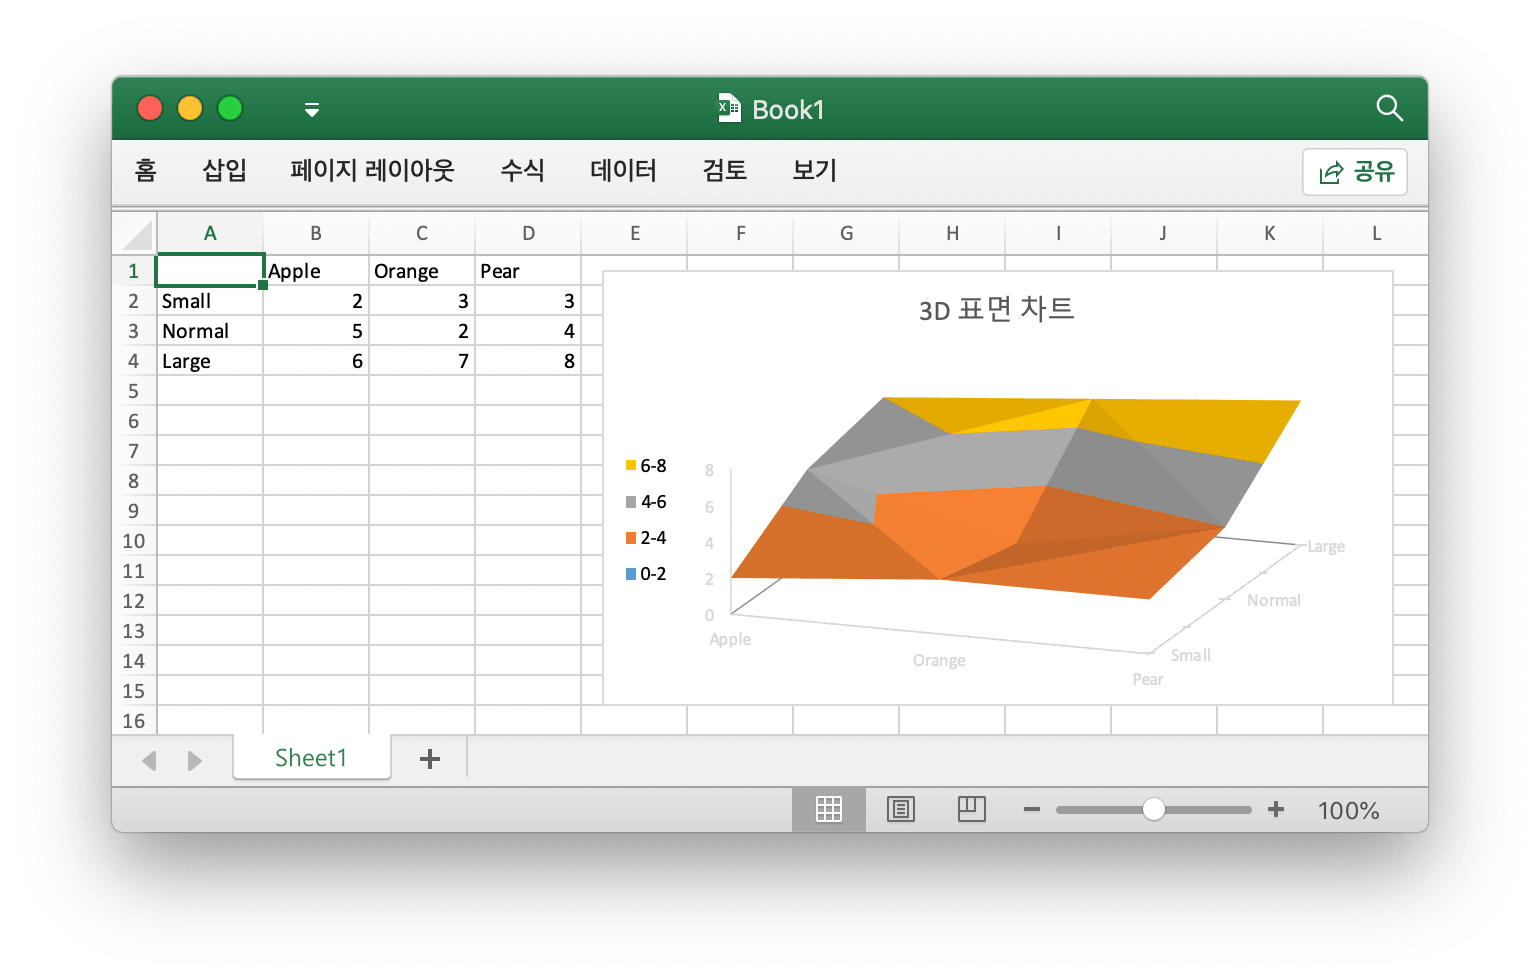 Book1
홈 삽입 페이지 레이아웃 수식 데이터 검토 보기 공유
A B C D E F G H I J K L
1 Apple Orange Pear
2 Small 2 3 3
3 Normal 5 2 4
4 Large 6 7 8
5
6
7
8
9
10
11
12
13
14
15
16
3D 표면 차트
6-8
4-6
2-4
0-2
8
6
4
2
0
Apple
Orange
Pear
Small
Normal
Large
Sheet1
100%